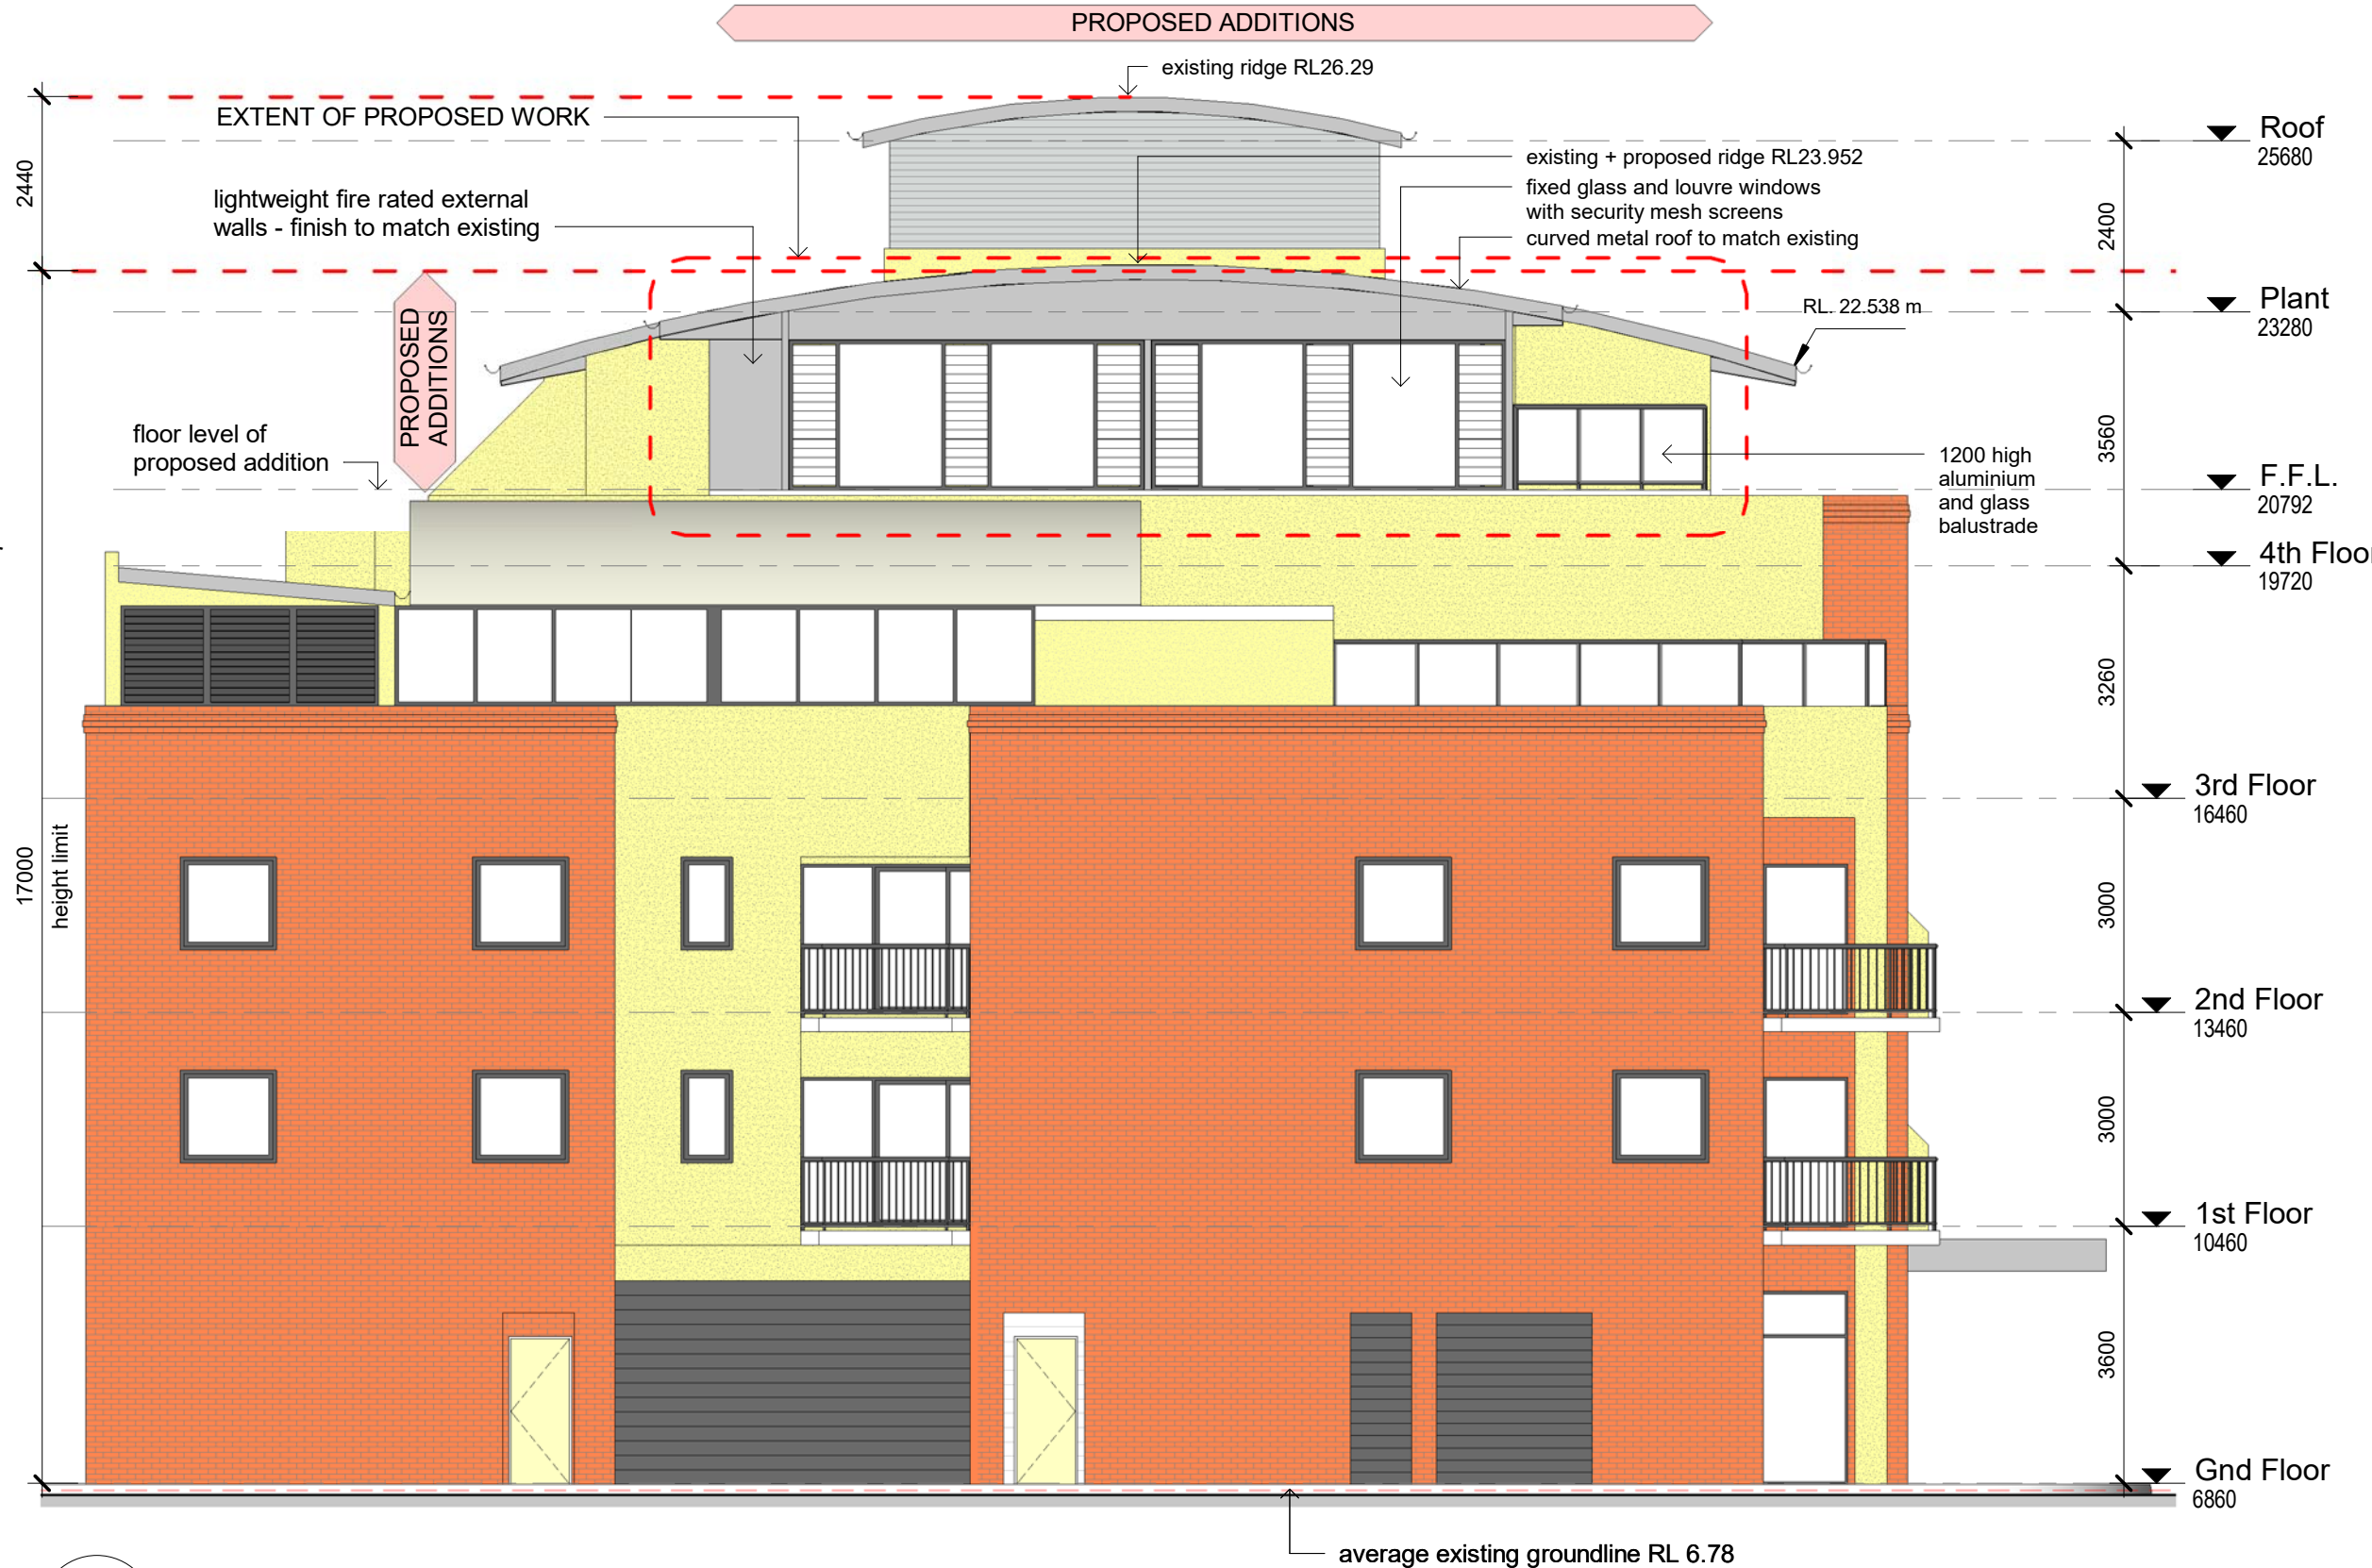 PROPOSED ADDITIONS
existing ridge RL26.29
EXTENT OF PROPOSED WORK
Roof
25680
existing + proposed ridge RL23.952
2440
fixed glass and louvre windows
with security mesh screens
lightweight fire rated external
walls - finish to match existing
2400
curved metal roof to match existing
Plant
23280
RL. 22.538 m
PROPOSED
ADDITIONS
floor level of
proposed addition
3560
1200 high
aluminium
and glass
balustrade
F.F.L.
20792
4th Floor
19720
3260
3rd Floor
16460
17000
height limit
3000
2nd Floor
13460
3000
1st Floor
10460
3600
Gnd Floor
6860
average existing groundline RL 6.78